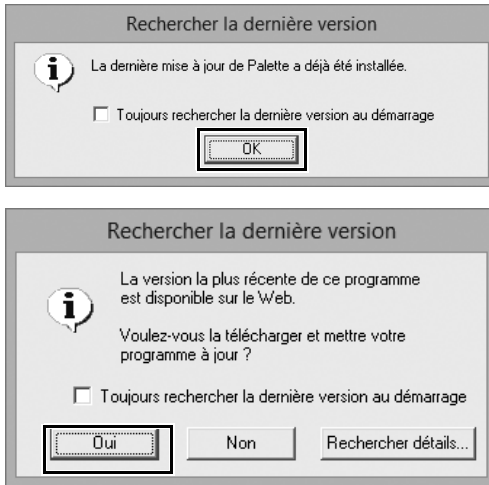 Rechercher la dernière version
La dernière mise à jour de Palette a déjà été installée.
Toujours rechercher la dernière version au démarrage
OK
Rechercher la dernière version
La version la plus récente de ce programme
est disponible sur le Web.
Voulez-vous la télécharger et mettre votre
programme à jour ?
Toujours rechercher la dernière version au démarrage
Oui Non Rechercher détails...